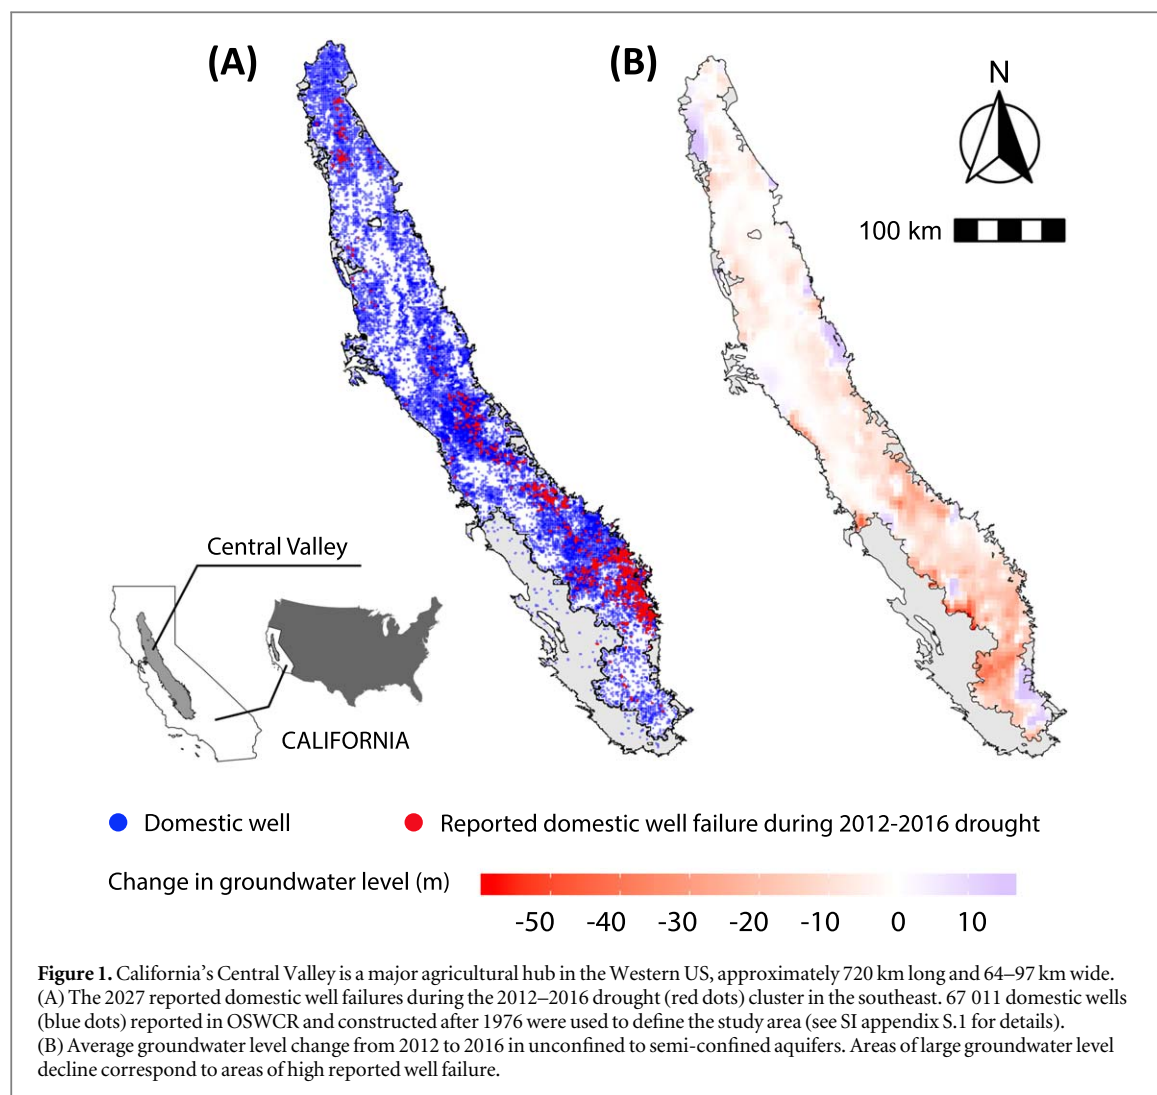 (A)
(B)
N
100 km
Central Valley
CALIFORNIA
Domestic well
Reported domestic well failure during 2012-2016 drought
Change in groundwater level (m)
-50 -40 -30 -20 -10 0 10
Figure 1. California's Central Valley is a major agricultural hub in the Western US, approximately 720 km long and 64–97 km wide.
(A) The 2027 reported domestic well failures during the 2012–2016 drought (red dots) cluster in the southeast. 67 011 domestic wells
(blue dots) reported in OSWCR and constructed after 1976 were used to define the study area (see SI appendix S.1 for details).
(B) Average groundwater level change from 2012 to 2016 in unconfined to semi-confined aquifers. Areas of large groundwater level
decline correspond to areas of high reported well failure.